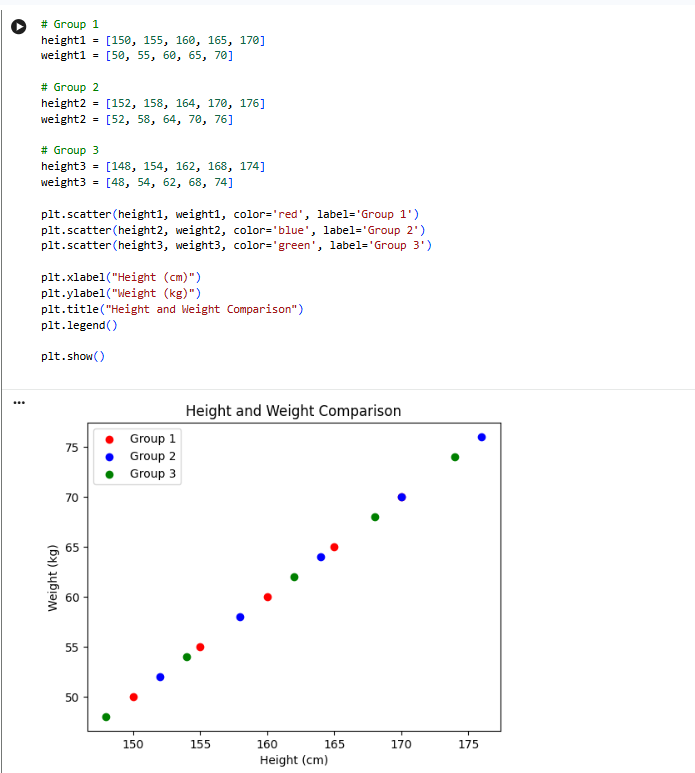 # Group 1
height1 = [150, 155, 160, 165, 170]
weight1 = [50, 55, 60, 65, 70]
# Group 2
height2 = [152, 158, 164, 170, 176]
weight2 = [52, 58, 64, 70, 76]
# Group 3
height3 = [148, 154, 162, 168, 174]
weight3 = [48, 54, 62, 68, 74]
plt.scatter(height1, weight1, color='red', label='Group 1')
plt.scatter(height2, weight2, color='blue', label='Group 2')
plt.scatter(height3, weight3, color='green', label='Group 3')
plt.xlabel("Height (cm)")
plt.ylabel("Weight (kg)")
plt.title("Height and Weight Comparison")
plt.legend()
plt.show()
...
Height and Weight Comparison
Group 1
Group 2
Group 3
75
70
65
60
55
50
Weight (kg)
150 155 160 165 170 175
Height (cm)